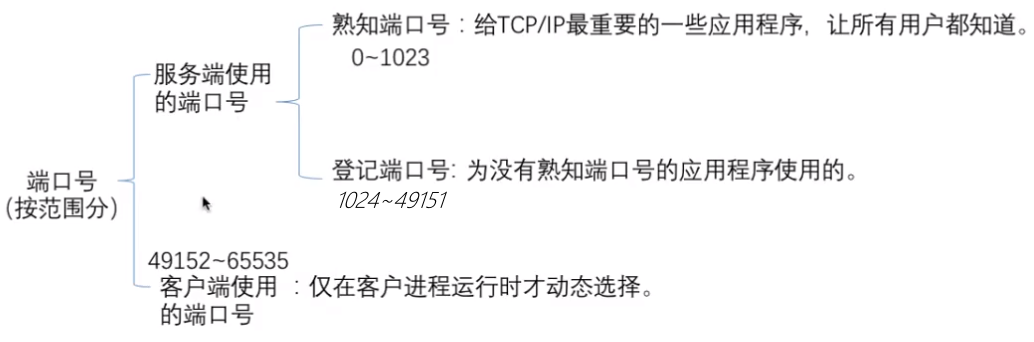 熟知端口号：给TCP/IP最重要的一些应用程序，让所有用户都知道。
0~1023
服务端使用
的端口号
登记端口号：为没有熟知端口号的应用程序使用的。
1024~49151
端口号
（按范围分）
49152~65535
客户端使用
的端口号
：仅在客户进程运行时才动态选择。